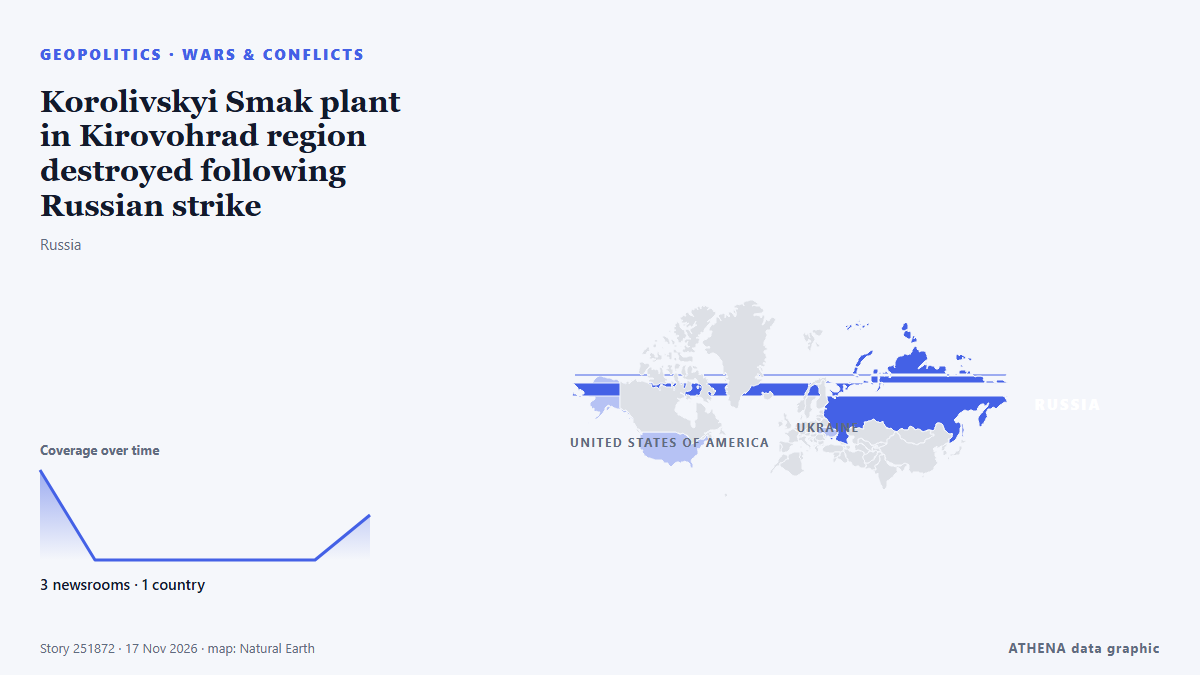 GEOPOLITICS · WARS & CONFLICTS
Korolivskyi Smak plant
in Kirovohrad region
destroyed following
Russian strike
Russia
RUSSIA
UKRAINE
UNITED STATES OF AMERICA
Coverage over time
3 newsrooms · 1 country
Story 251872 · 17 Nov 2026 · map: Natural Earth
ATHENA data graphic